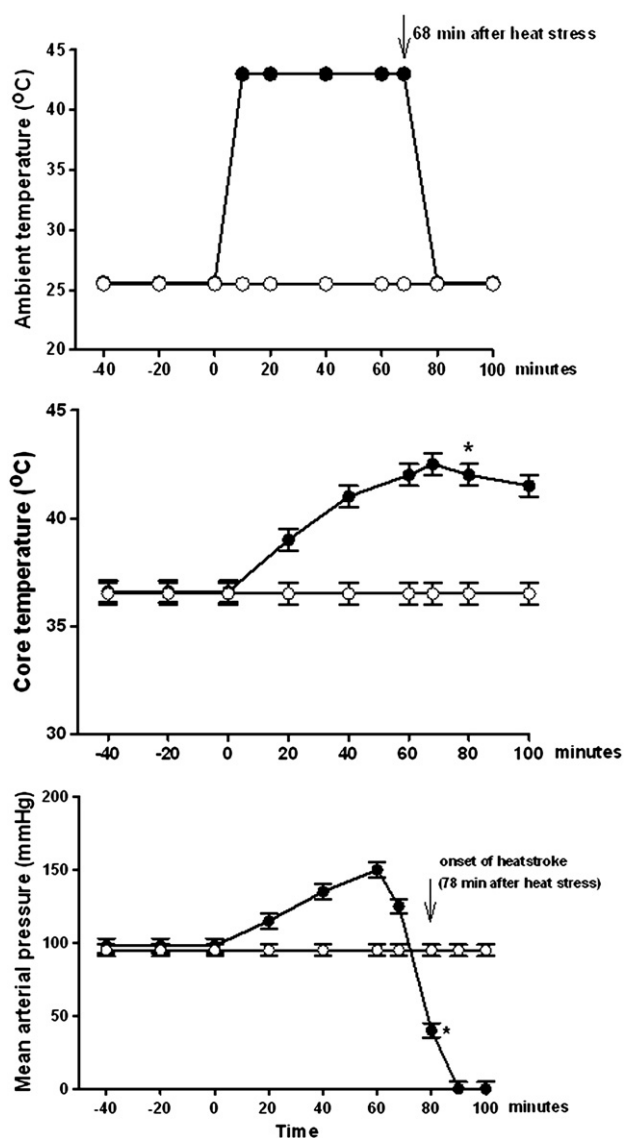 68 min after heat stress
Ambient temperature (ºC)
45
40
35
30
25
20
-40 -20 0 20 40 60 80 100 minutes
Core temperature (ºC)
45
40
35
30
*
-40 -20 0 20 40 60 80 100 minutes
Mean arterial pressure (mmHg)
200
150
100
50
0
onset of heatstroke
(78 min after heat stress)
*
-40 -20 0 20 40 60 80 100 minutes
Time